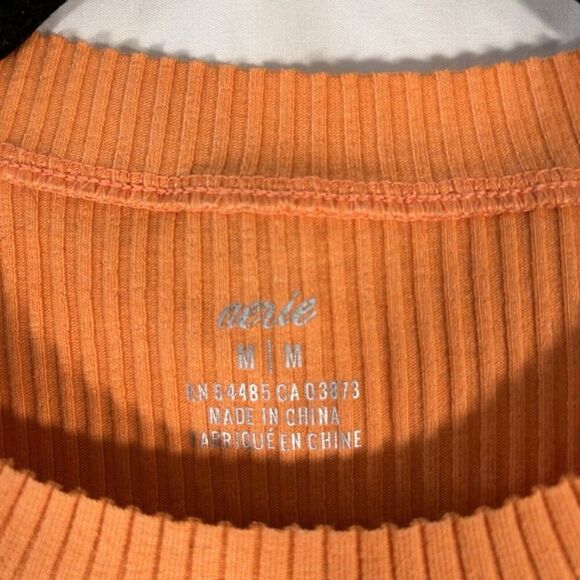 aerie
M | M
RN 54485 CA 03873
MADE IN CHINA
FABRIQUÉ EN CHINE